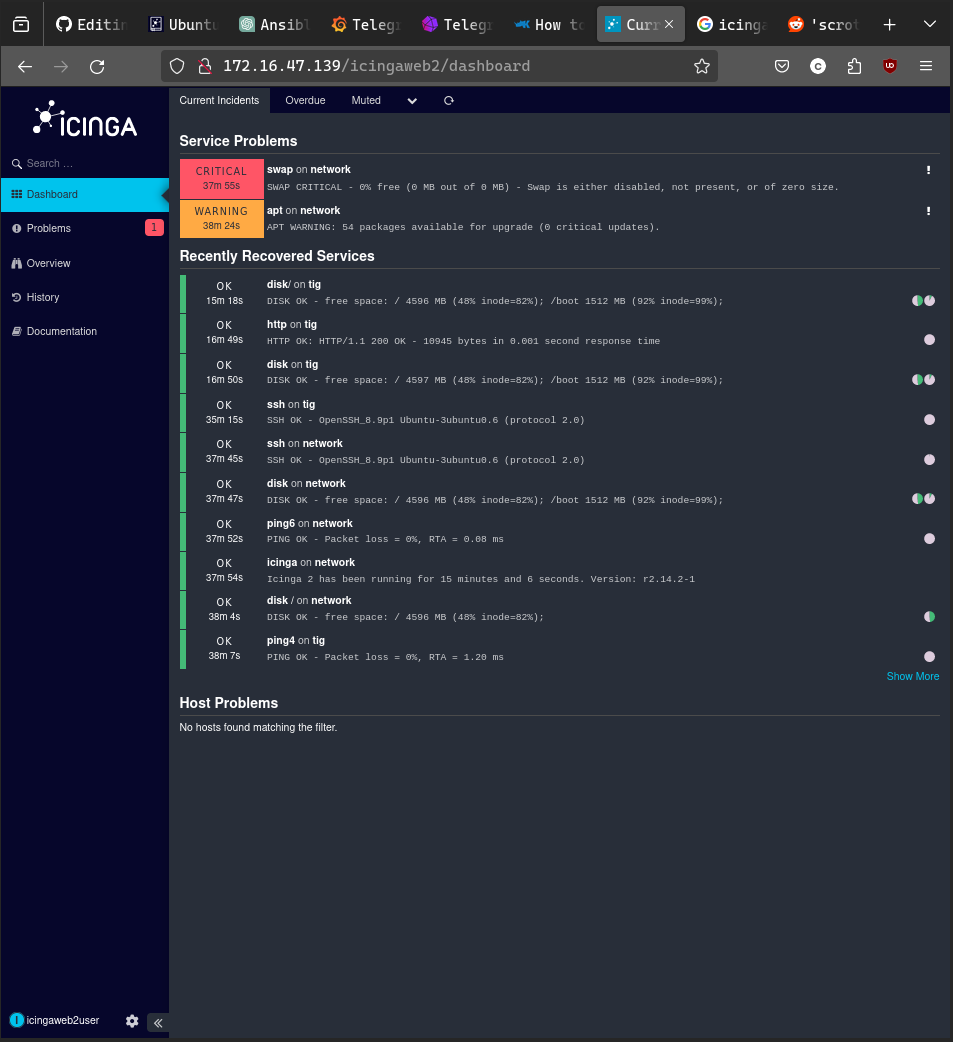 Editin
Ubuntu
Ansibl
Telegr
Telegr
How to
Curr
icinga
'scrot
172.16.47.139/icingaweb2/dashboard
ICINGA
Search …
Dashboard
Problems
1
Overview
History
Documentation
icingaweb2user
Current Incidents
Overdue
Muted
Service Problems
CRITICAL
37m 55s
swap on network
SWAP CRITICAL - 0% free (0 MB out of 0 MB) - Swap is either disabled, not present, or of zero size.
WARNING
38m 24s
apt on network
APT WARNING: 54 packages available for upgrade (0 critical updates).
Recently Recovered Services
OK
15m 18s
disk/ on tig
DISK OK - free space: / 4596 MB (48% inode=82%); /boot 1512 MB (92% inode=99%);
OK
16m 49s
http on tig
HTTP OK: HTTP/1.1 200 OK - 10945 bytes in 0.001 second response time
OK
16m 50s
disk on tig
DISK OK - free space: / 4597 MB (48% inode=82%); /boot 1512 MB (92% inode=99%);
OK
35m 15s
ssh on tig
SSH OK - OpenSSH_8.9p1 Ubuntu-3ubuntu0.6 (protocol 2.0)
OK
37m 45s
ssh on network
SSH OK - OpenSSH_8.9p1 Ubuntu-3ubuntu0.6 (protocol 2.0)
OK
37m 47s
disk on network
DISK OK - free space: / 4596 MB (48% inode=82%); /boot 1512 MB (92% inode=99%);
OK
37m 52s
ping6 on network
PING OK - Packet loss = 0%, RTA = 0.08 ms
OK
37m 54s
icinga on network
Icinga 2 has been running for 15 minutes and 6 seconds. Version: r2.14.2-1
OK
38m 4s
disk / on network
DISK OK - free space: / 4596 MB (48% inode=82%);
OK
38m 7s
ping4 on tig
PING OK - Packet loss = 0%, RTA = 1.20 ms
Show More
Host Problems
No hosts found matching the filter.